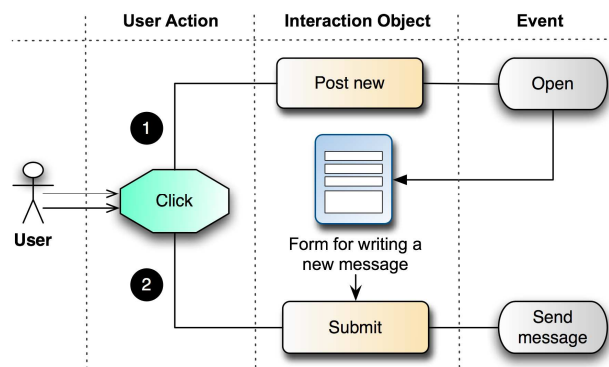 User Action
Interaction Object
Event
Post new
Open
1
Click
User
Form for writing a
new message
2
Submit
Send
message